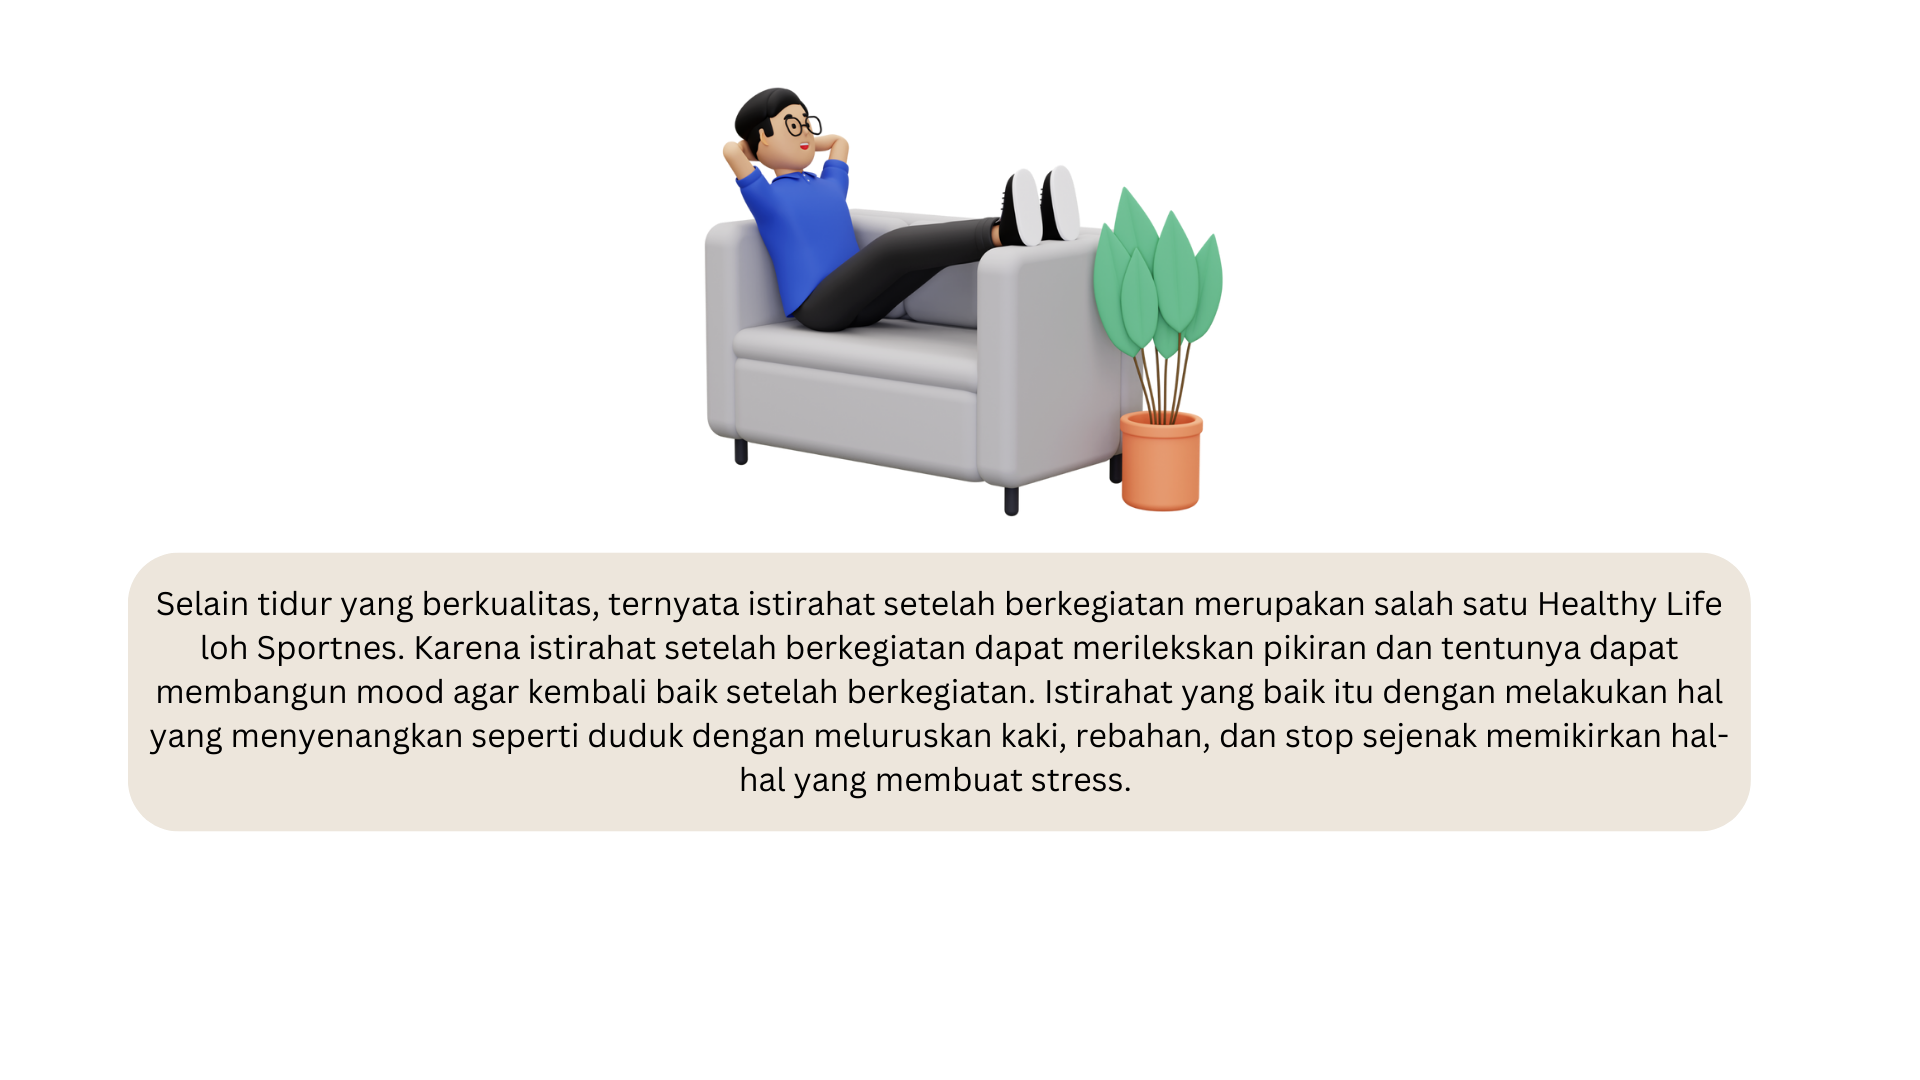 Selain tidur yang berkualitas, ternyata istirahat setelah berkegiatan merupakan salah satu Healthy Life
loh Sportnes. Karena istirahat setelah berkegiatan dapat merilekskan pikiran dan tentunya dapat
membangun mood agar kembali baik setelah berkegiatan. Istirahat yang baik itu dengan melakukan hal
yang menyenangkan seperti duduk dengan meluruskan kaki, rebahan, dan stop sejenak memikirkan hal-
hal yang membuat stress.